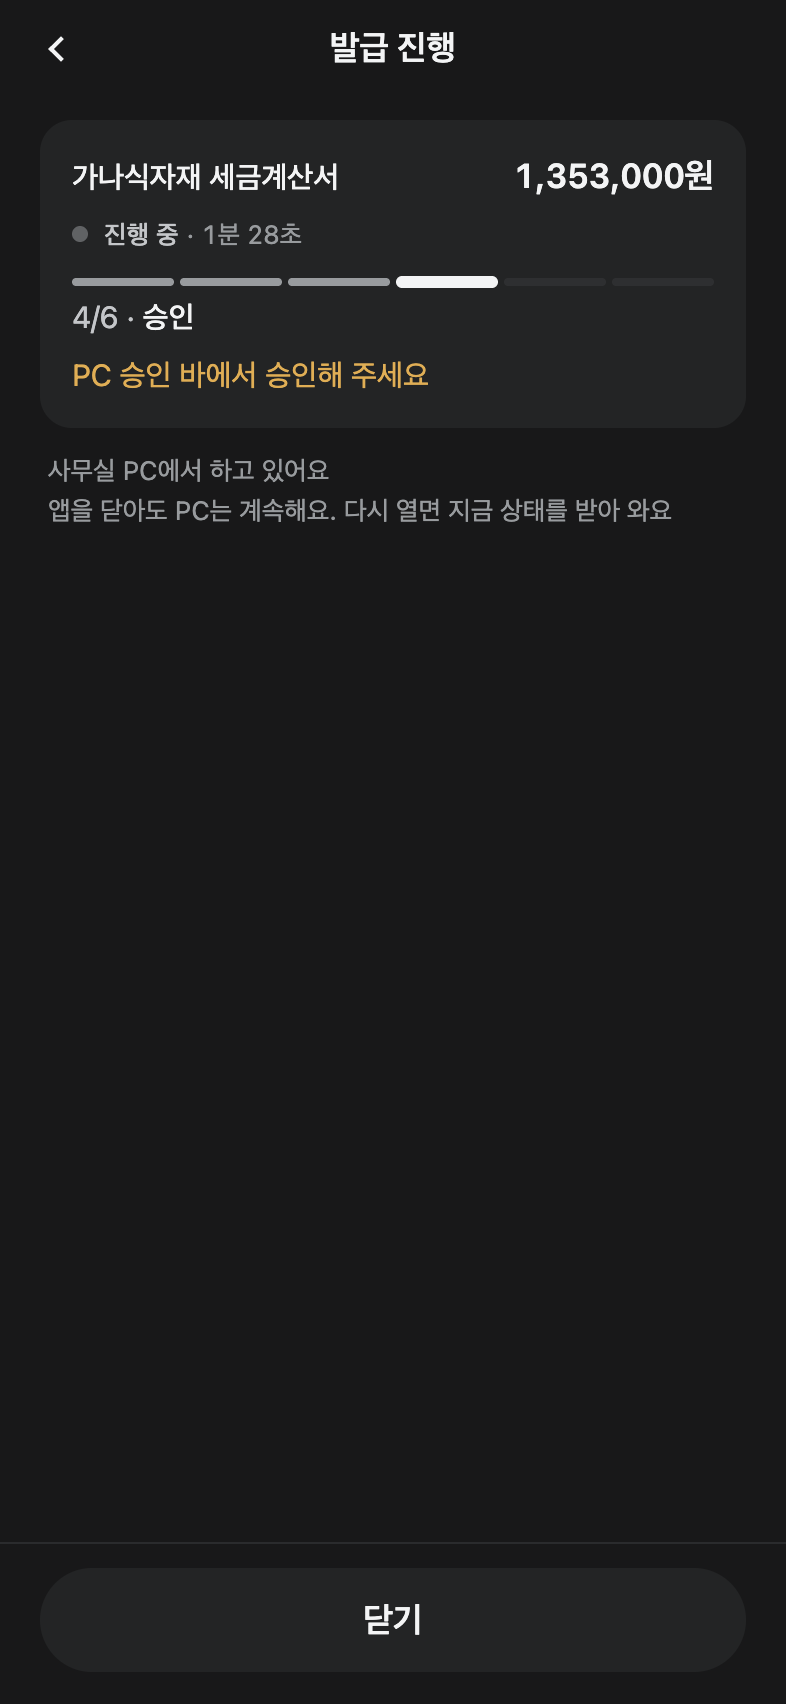 발급 진행
가나식자재 세금계산서 1,353,000원
진행 중 · 1분 28초
4/6 · 승인
PC 승인 바에서 승인해 주세요
사무실 PC에서 하고 있어요
앱을 닫아도 PC는 계속해요. 다시 열면 지금 상태를 받아 와요
닫기